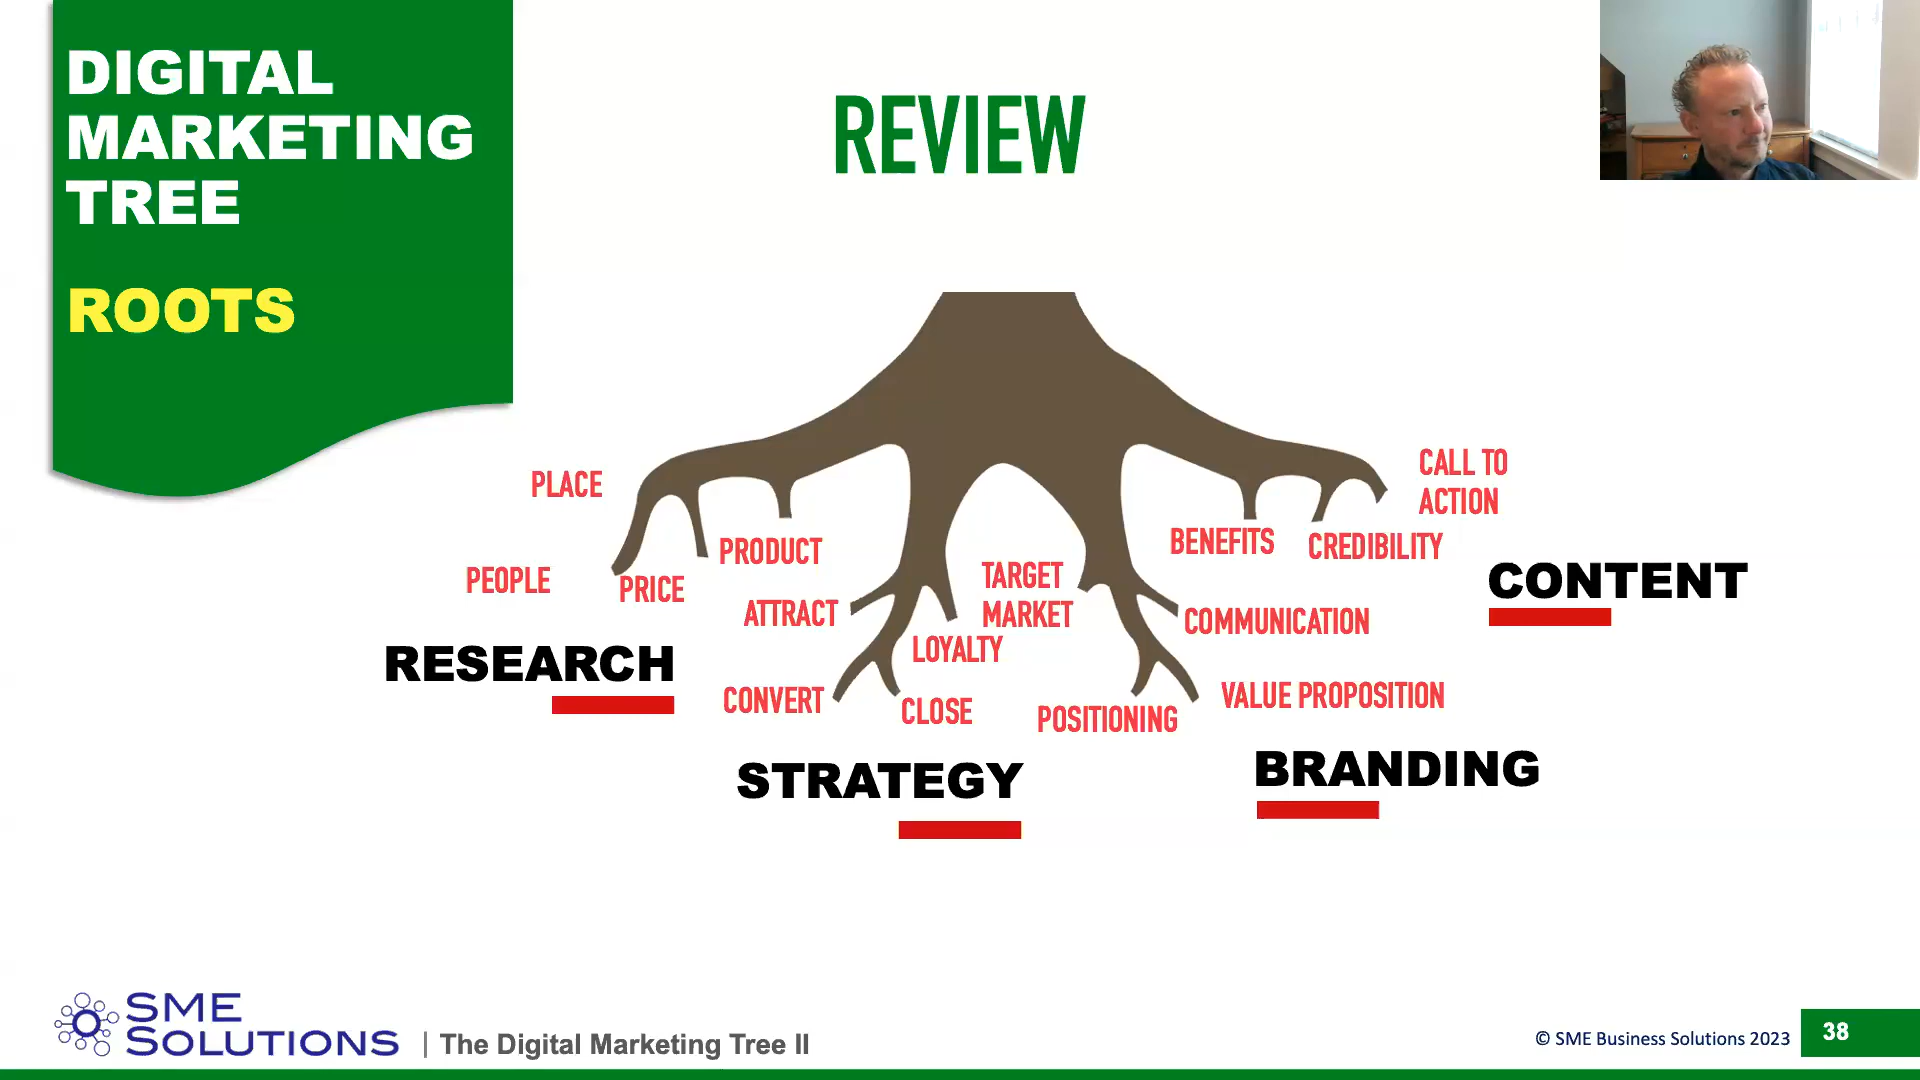 DIGITAL
MARKETING
TREE
ROOTS
REVIEW
PLACE
PEOPLE
PRICE
PRODUCT
RESEARCH
ATTRACT
CONVERT
LOYALTY
CLOSE
STRATEGY
TARGET
MARKET
POSITIONING
COMMUNICATION
VALUE PROPOSITION
BRANDING
BENEFITS
CREDIBILITY
CALL TO
ACTION
CONTENT
SME
SOLUTIONS
| The Digital Marketing Tree II
© SME Business Solutions 2023
38